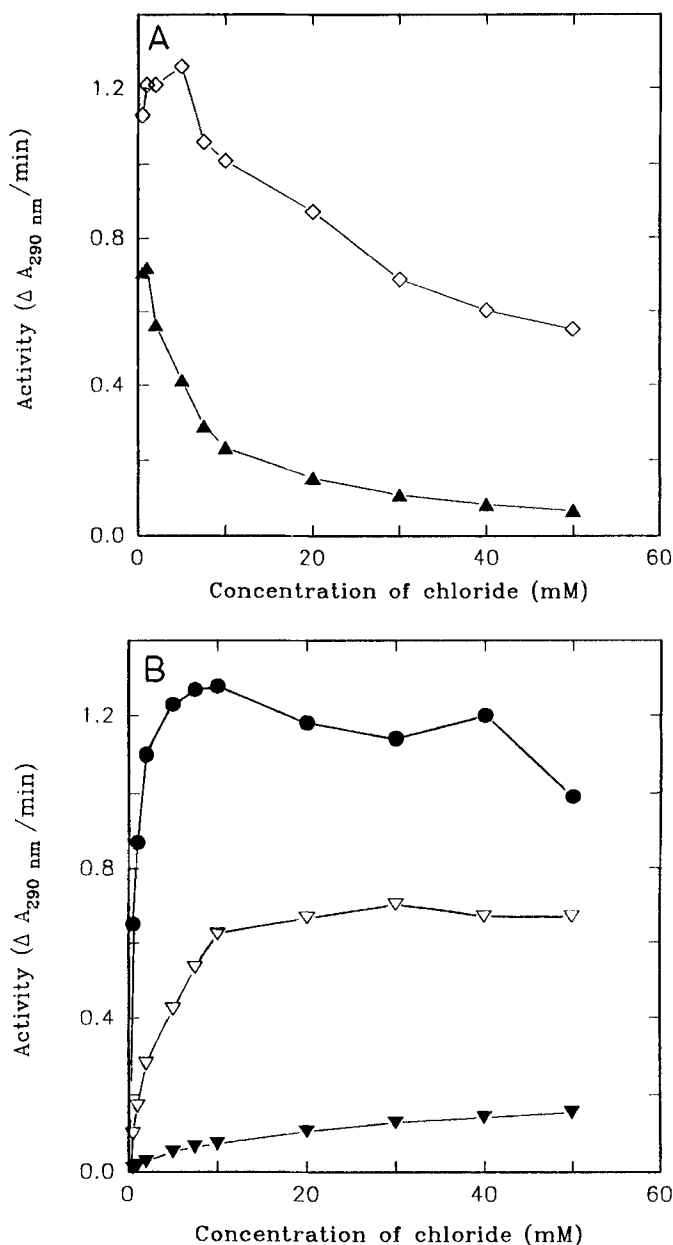 A
1.2
0.8
0.4
0.0
0
20
40
60
Activity (Δ A290 nm/min)
Concentration of chloride (mM)
B
1.2
0.8
0.4
0.0
0
20
40
60
Activity (Δ A290 nm /min)
Concentration of chloride (mM)